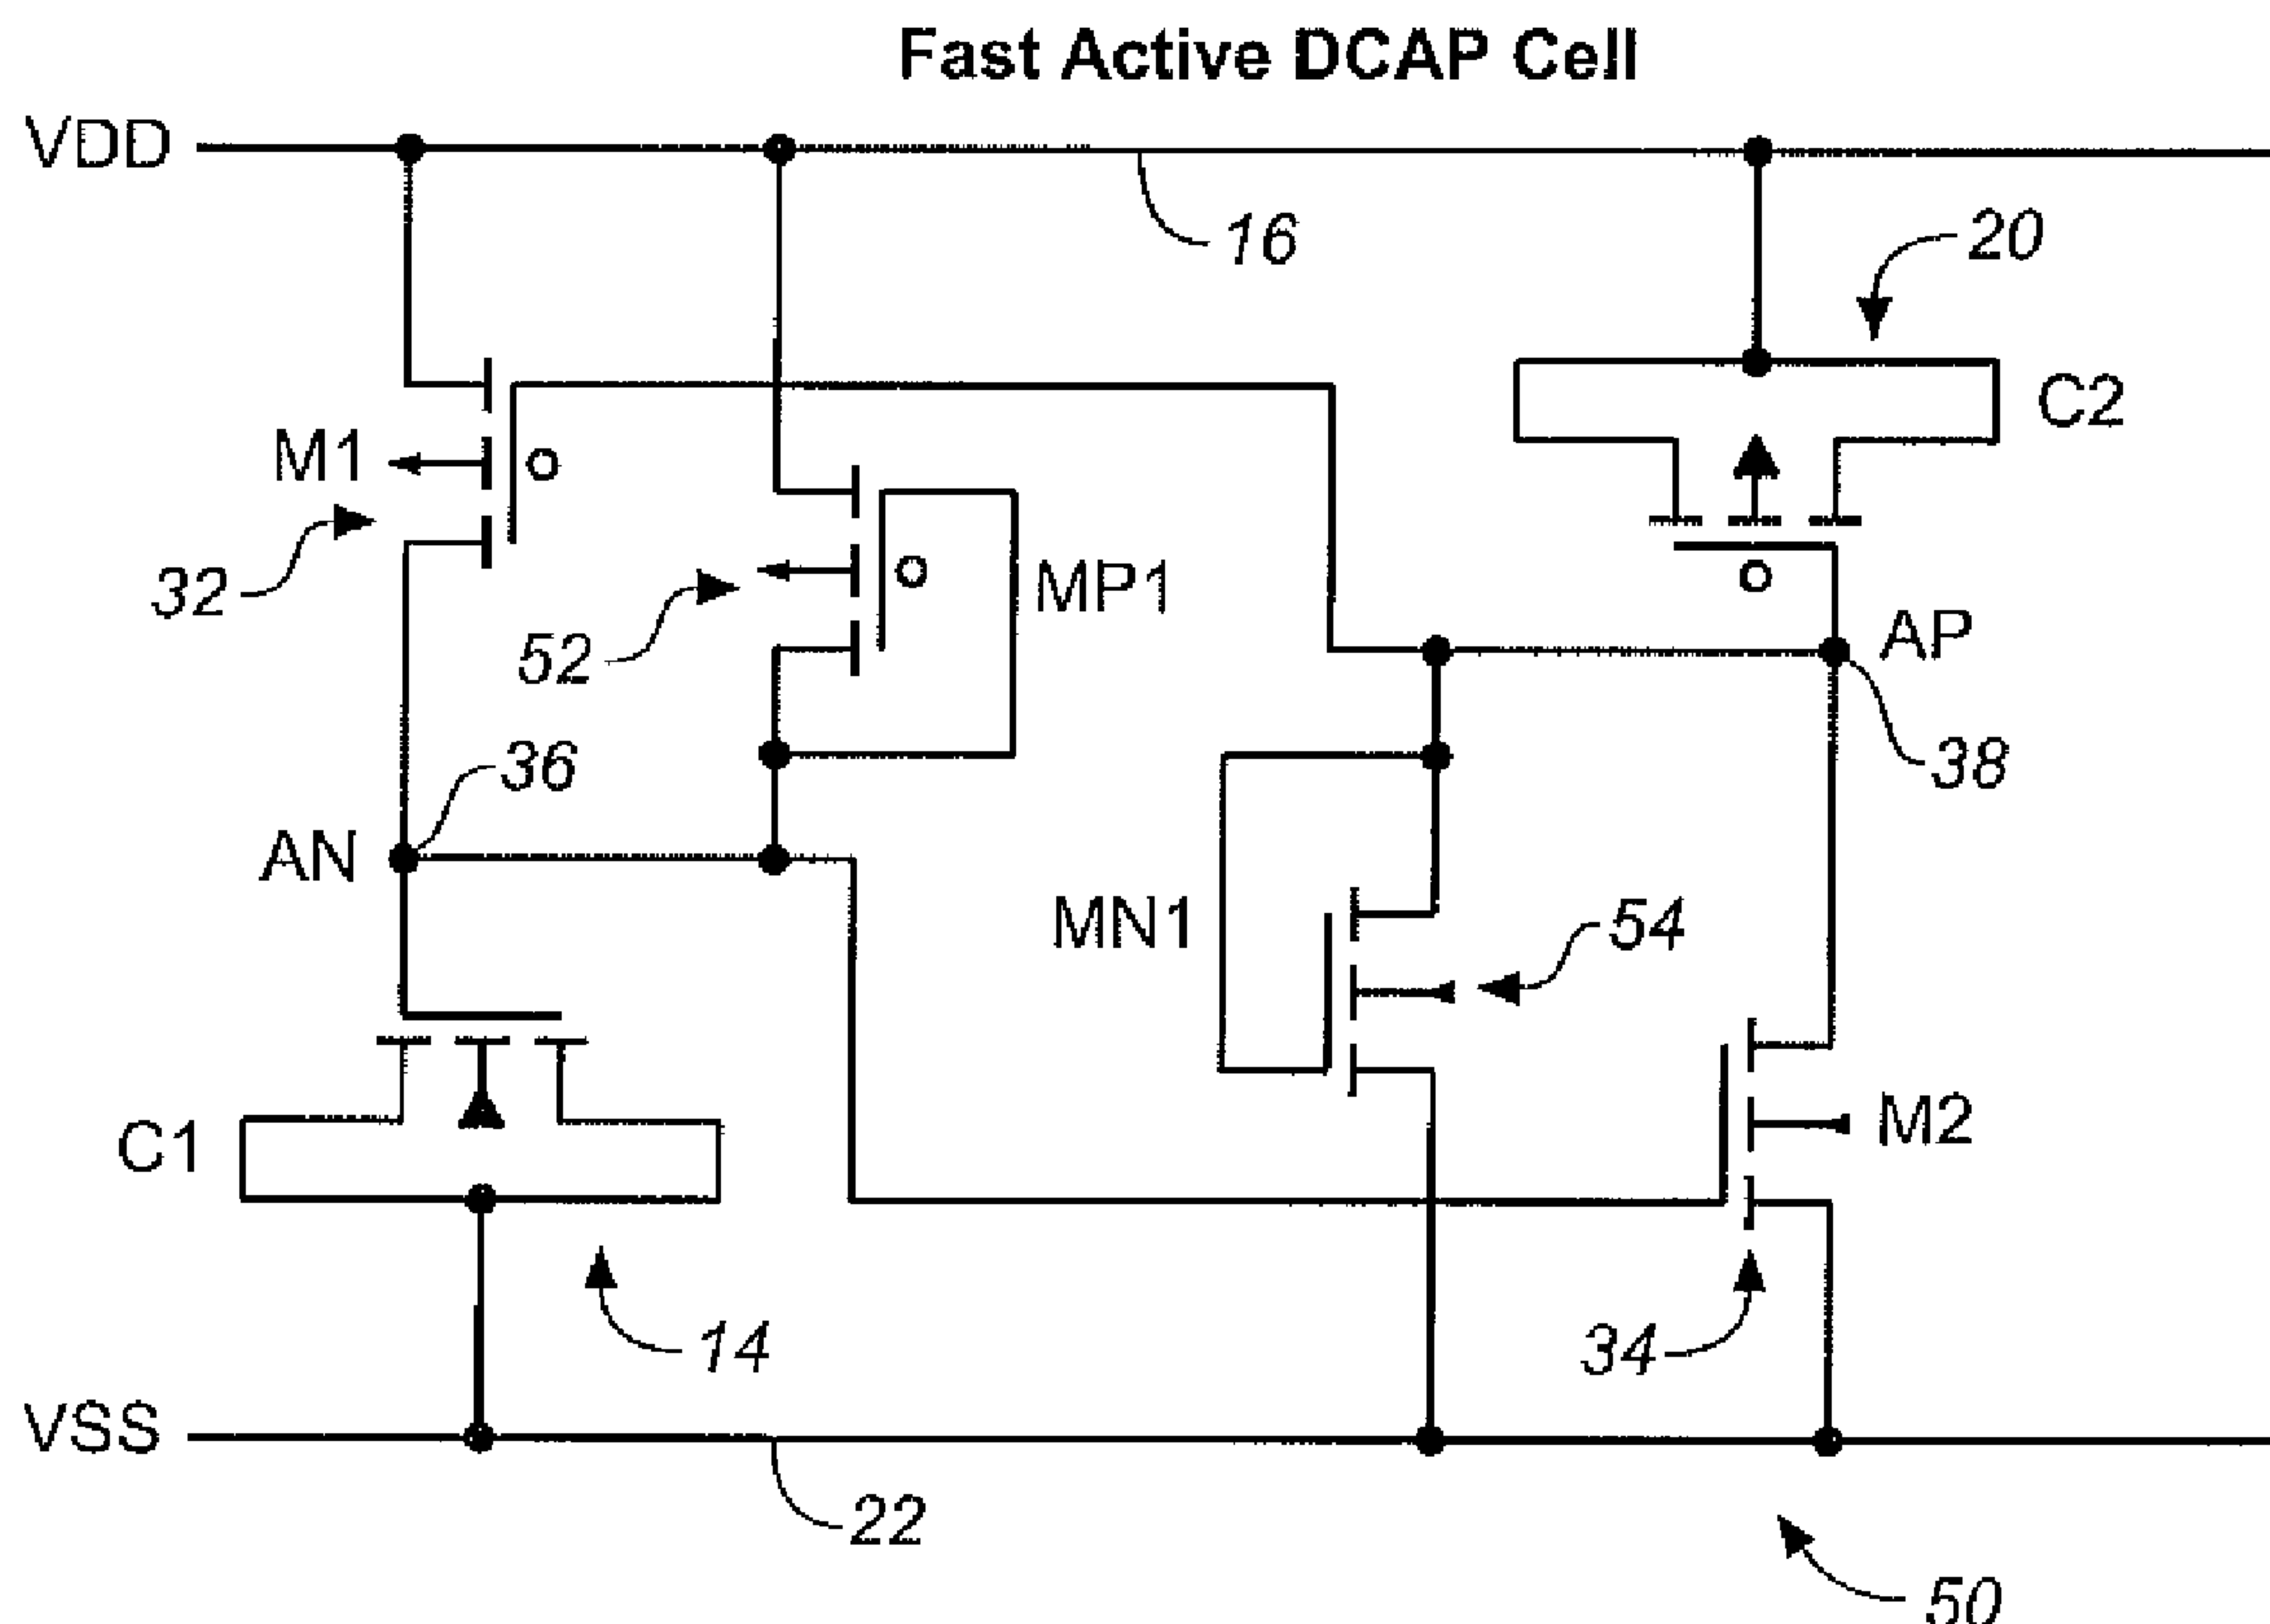 Fast Active DCAP Cell
VDD
16
20
C2
M1
32
52
MP1
AP
38
36
AN
MN1
54
C1
M2
14
34
VSS
22
50